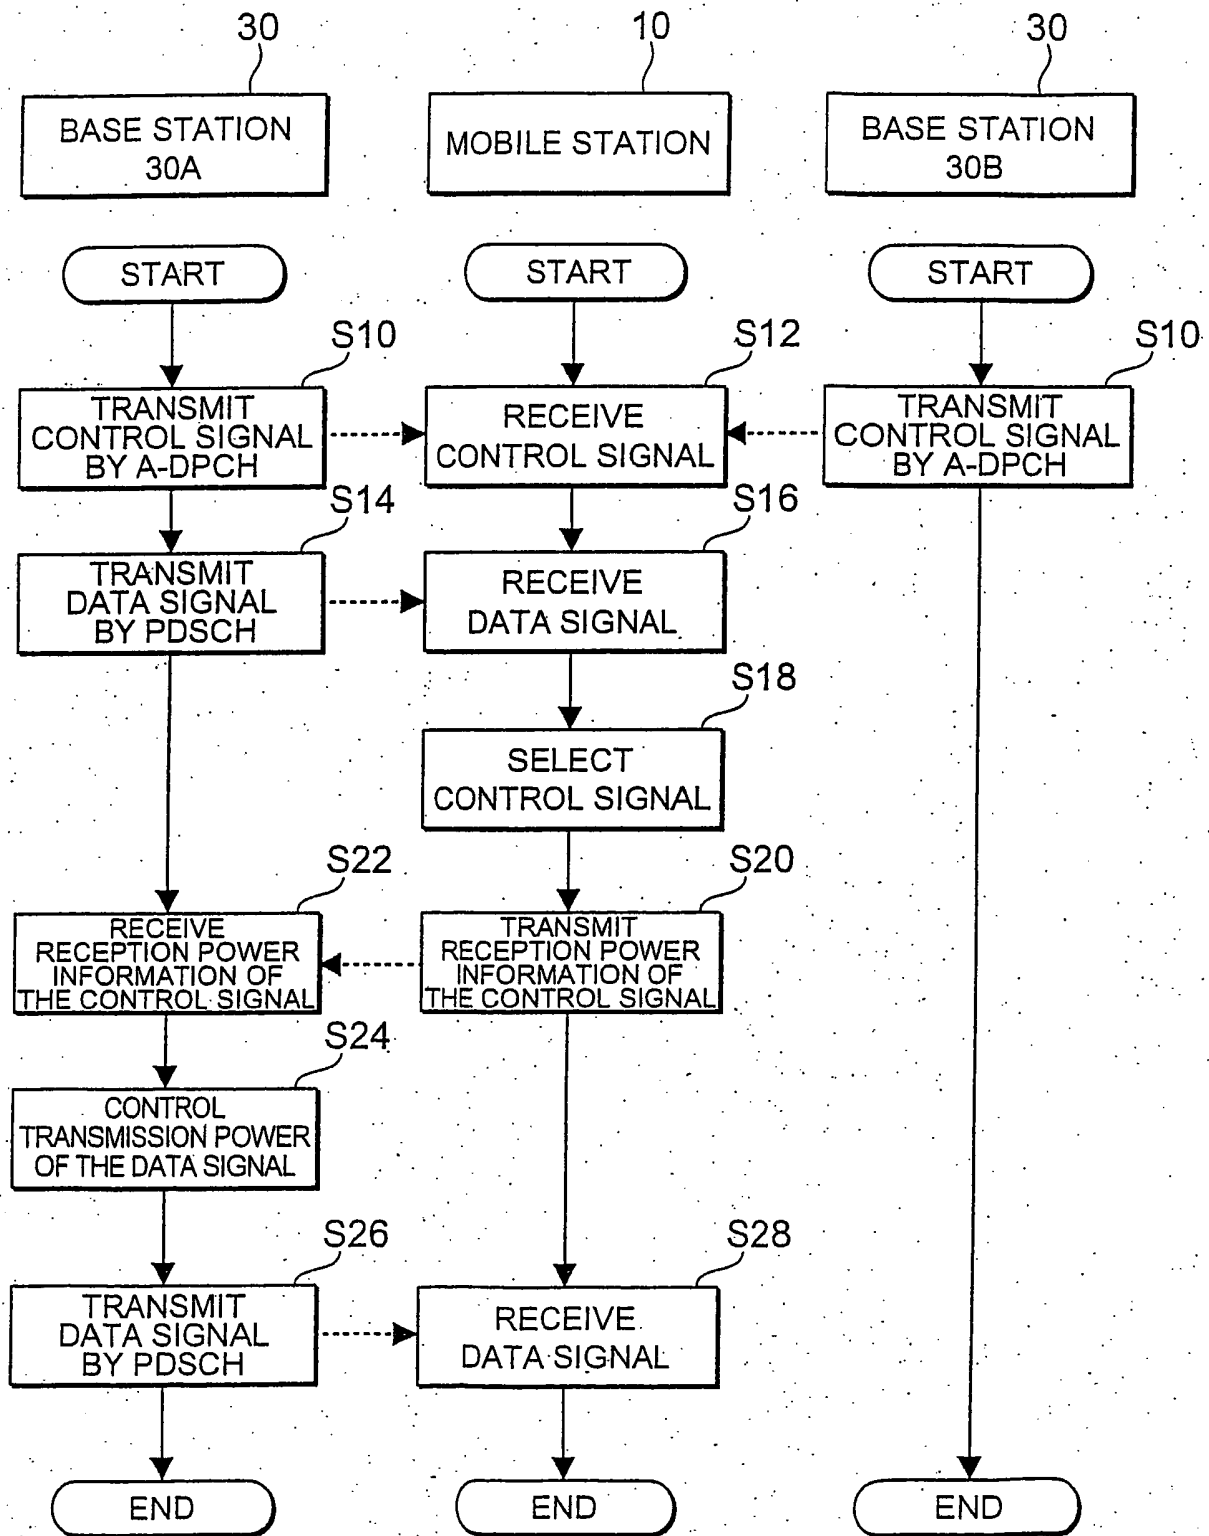 30
10
30
BASE STATION
30A
MOBILE STATION
BASE STATION
30B
START
START
START
S10
S12
S10
TRANSMIT
CONTROL SIGNAL
BY A-DPCH
RECEIVE
CONTROL SIGNAL
TRANSMIT
CONTROL SIGNAL
BY A-DPCH
S14
S16
TRANSMIT
DATA SIGNAL
BY PDSCH
RECEIVE
DATA SIGNAL
S18
SELECT
CONTROL SIGNAL
S22
S20
RECEIVE
RECEPTION POWER
INFORMATION OF
THE CONTROL SIGNAL
TRANSMIT
RECEPTION POWER
INFORMATION OF
THE CONTROL SIGNAL
S24
CONTROL
TRANSMISSION POWER
OF THE DATA SIGNAL
S26
S28
TRANSMIT
DATA SIGNAL
BY PDSCH
RECEIVE
DATA SIGNAL
END
END
END